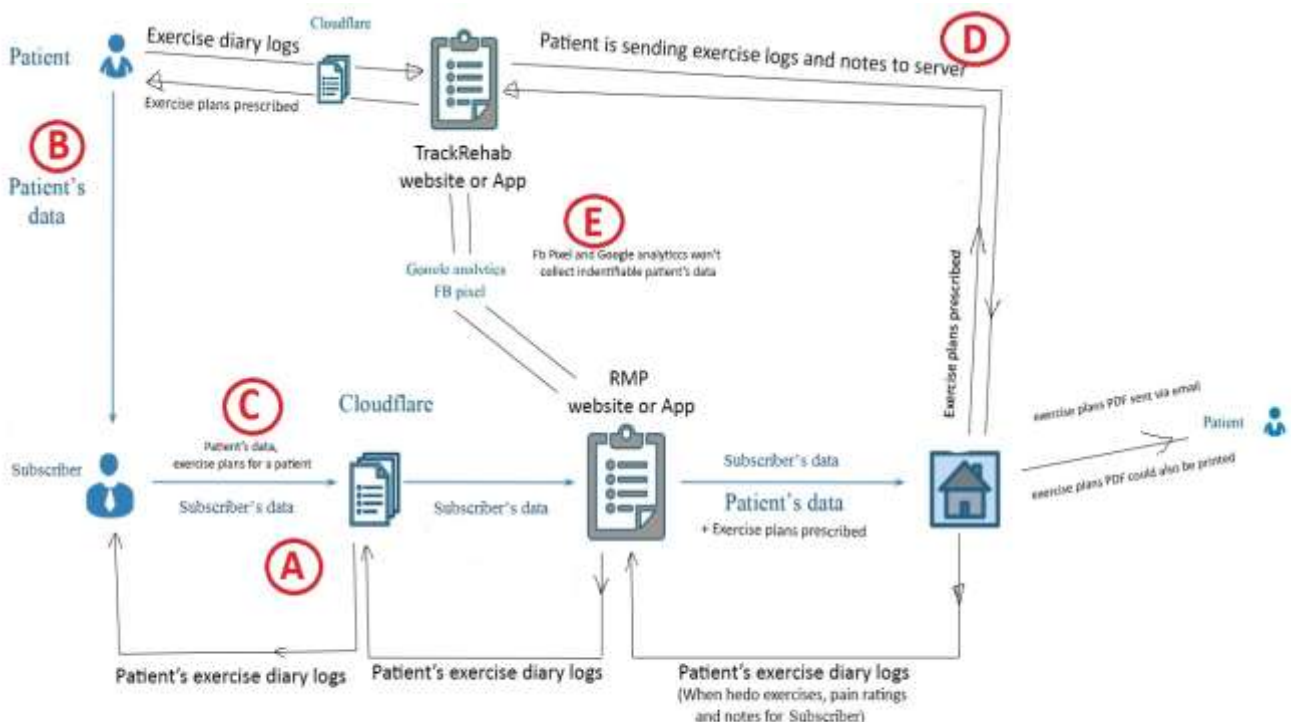 Cloudflare
Exercise diary logs
Patient
Exercise plans prescribed
Patient is sending exercise logs and notes to server
D
B
Patient's
data
TrackRehab
website or App
E
Fb Pixel and Google analyticcs won't
collect indentifiable patient's data
Google analytics
FB pixel
Exercise plans prescribed
RMP
website or App
C
Cloudflare
Patient's data,
exercise plans for a patient
Subscriber
Subscriber's data
Subscriber's data
Subscriber's data
Patient's data
+ Exercise plans prescribed
exercise plans PDF sent via email
Patient
exercise plans PDF could also be printed
A
Patient's exercise diary logs
Patient's exercise diary logs
Patient's exercise diary logs
(When hedo exercises, pain ratings
and notes for Subscriber)